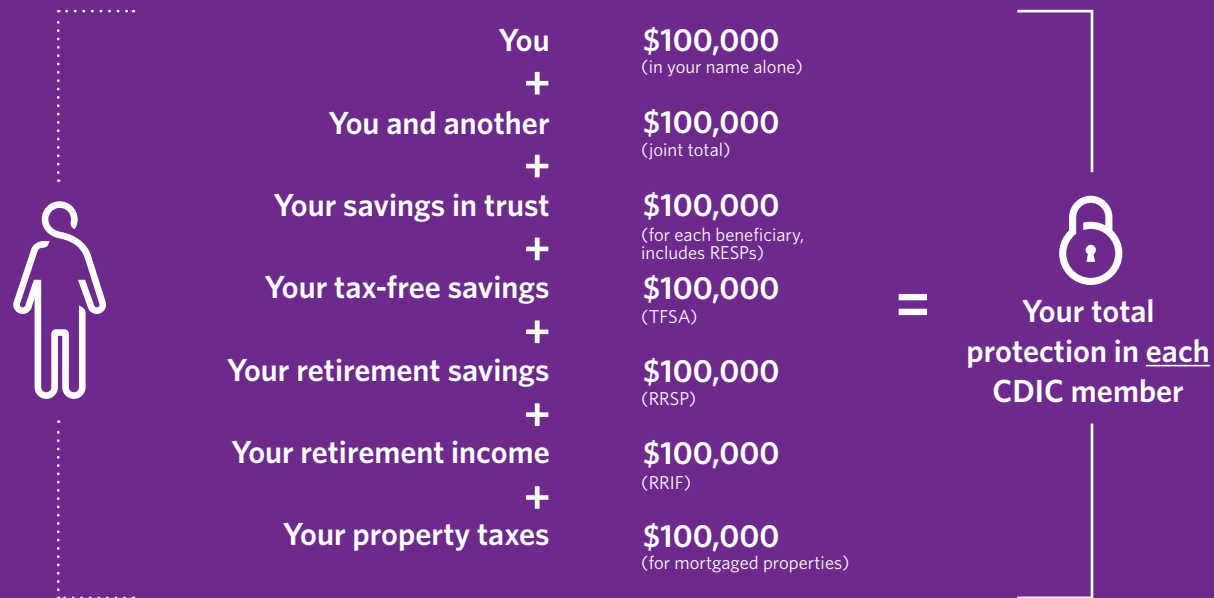 You
$100,000
(in your name alone)
+
You and another
$100,000
(joint total)
+
Your savings in trust
$100,000
(for each beneficiary,
includes RESPs)
+
Your tax-free savings
$100,000
(TFSA)
+
Your retirement savings
$100,000
(RRSP)
+
Your retirement income
$100,000
(RRIF)
+
Your property taxes
$100,000
(for mortgaged properties)
=
Your total
protection in each
CDIC member